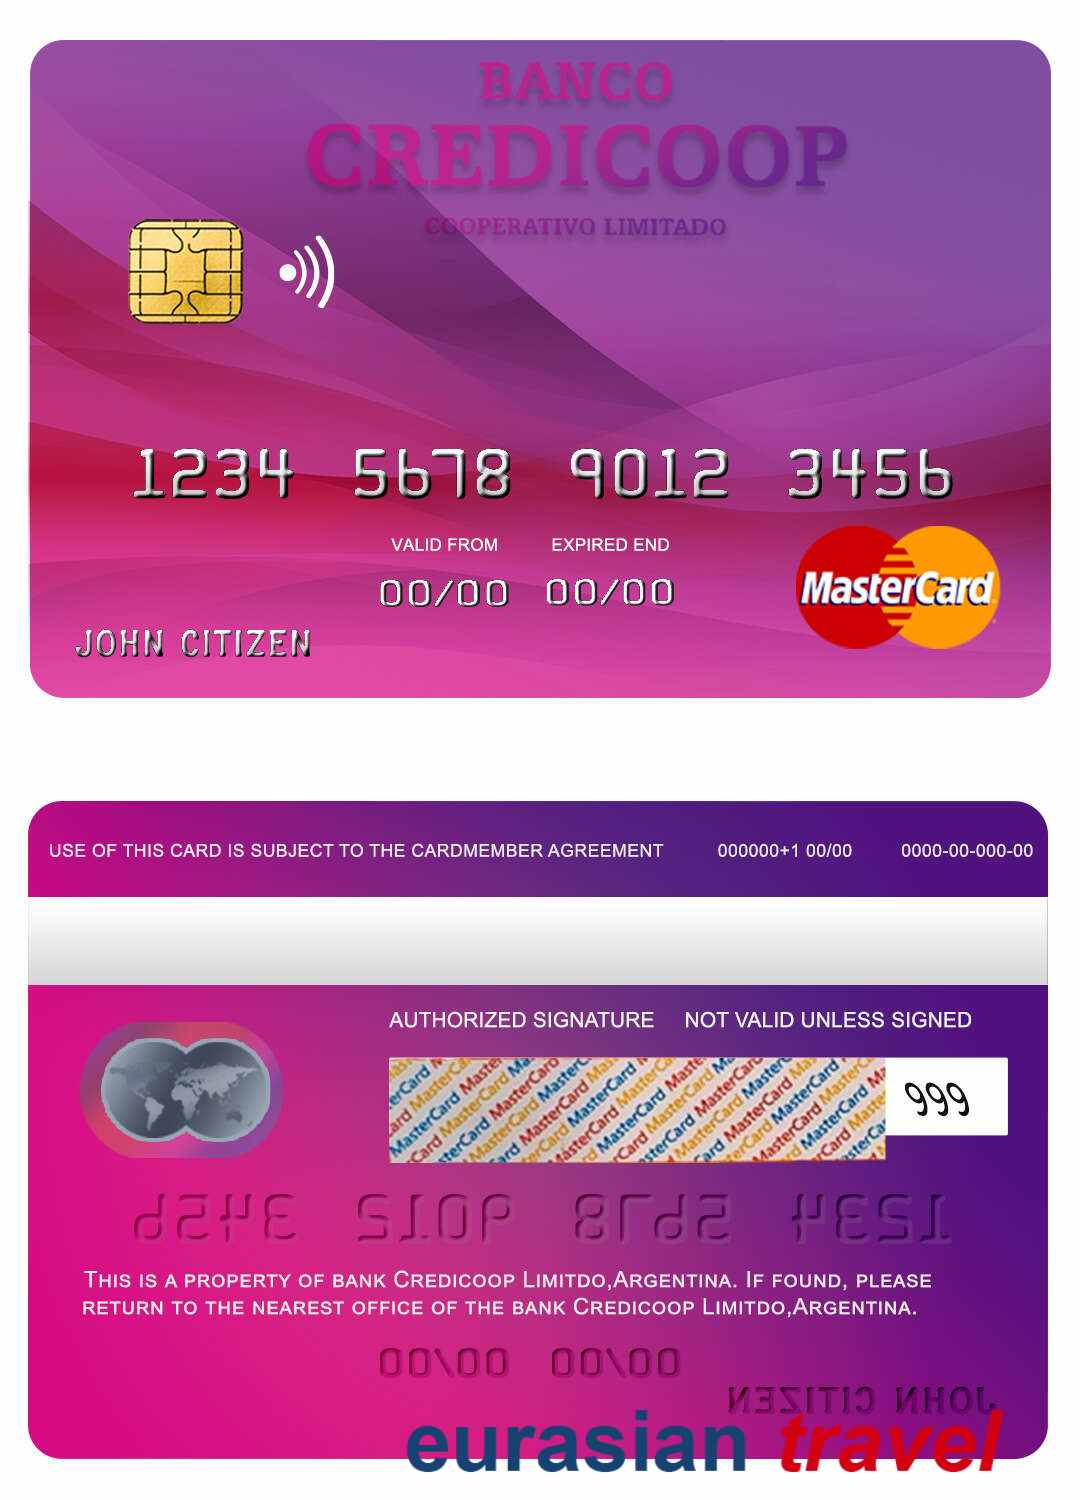 BANCO
CREDICOOP
COOPERATIVO LIMITADO
1234 5678 9012 3456
VALID FROM EXPIRED END
00/00 00/00
MasterCard
JOHN CITIZEN
USE OF THIS CARD IS SUBJECT TO THE CARDMEMBER AGREEMENT 000000+1 00/00 0000-00-000-00
AUTHORIZED SIGNATURE NOT VALID UNLESS SIGNED
MasterCard MasterCard MasterCard MasterCard
999
1234 5678 9012 3456
THIS IS A PROPERTY OF BANK CREDICOOP LIMITDO,ARGENTINA. IF FOUND, PLEASE
RETURN TO THE NEAREST OFFICE OF THE BANK CREDICOOP LIMITDO,ARGENTINA.
00/00 00/00
JOHN CITIZEN
eurasian travel